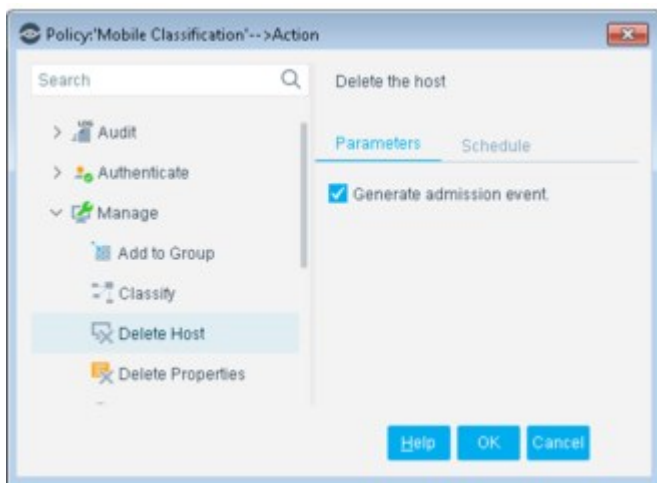 Policy:'Mobile Classification'-->Action
Search
Delete the host
Audit
Parameters Schedule
Authenticate
Generate admission event.
Manage
Add to Group
Classify
Delete Host
Delete Properties
Help OK Cancel